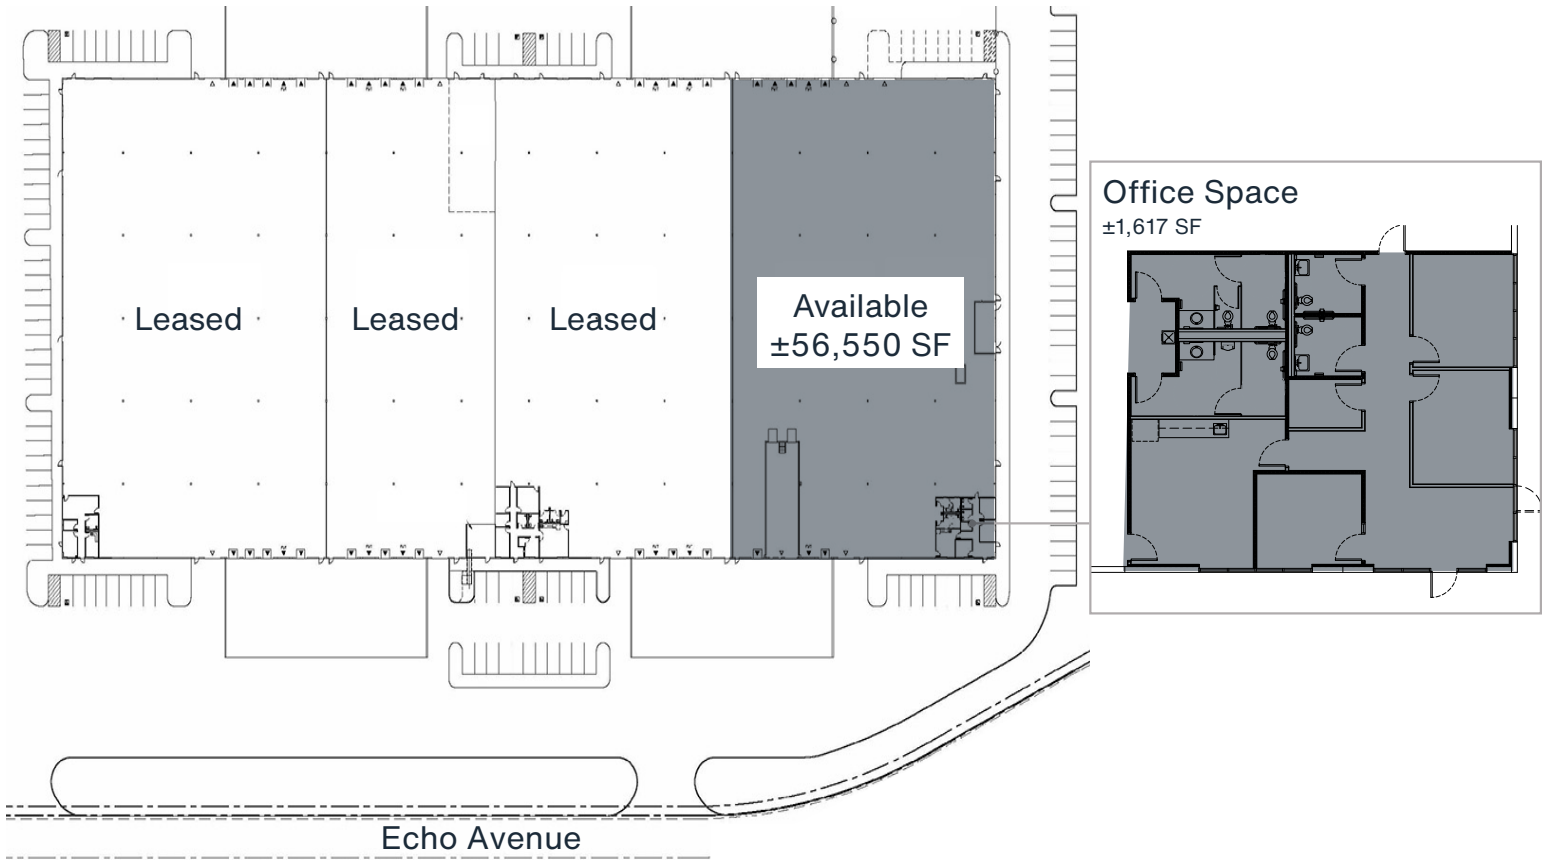 Office Space
±1,617 SF
Leased
Leased
Leased
Available
±56,550 SF
Echo Avenue